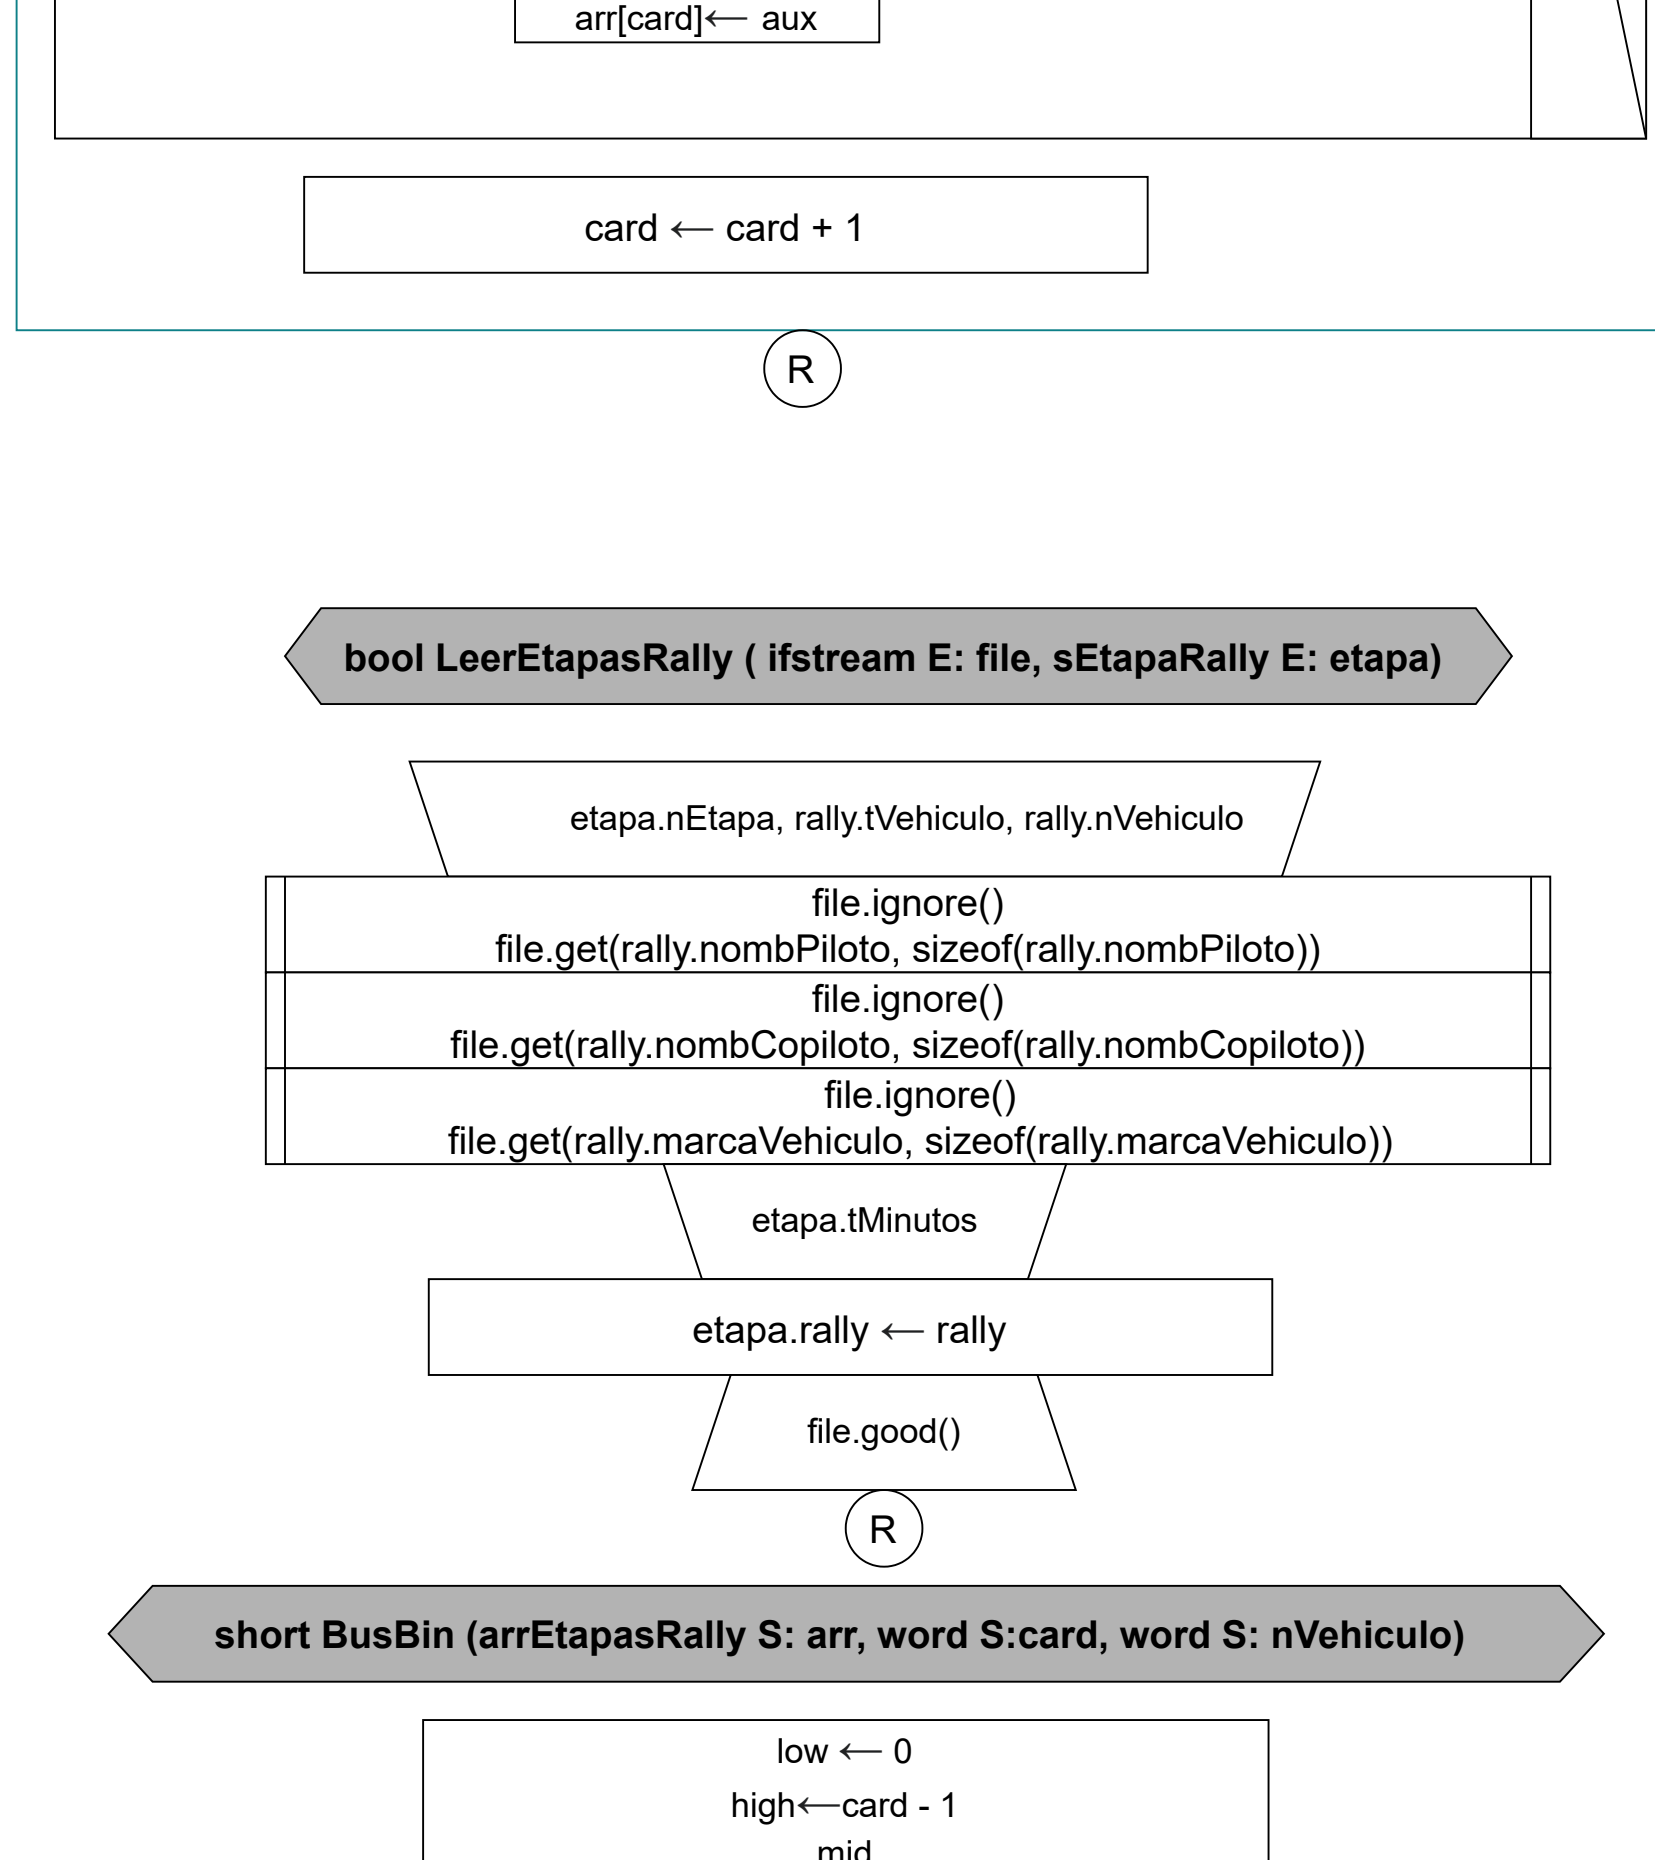 arr[card]← aux
card ← card + 1
R
bool LeerEtapasRally ( ifstream E: file, sEtapaRally E: etapa)
etapa.nEtapa, rally.tVehiculo, rally.nVehiculo
file.ignore()
file.get(rally.nombPiloto, sizeof(rally.nombPiloto))
file.ignore()
file.get(rally.nombCopiloto, sizeof(rally.nombCopiloto))
file.ignore()
file.get(rally.marcaVehiculo, sizeof(rally.marcaVehiculo))
etapa.tMinutos
etapa.rally ← rally
file.good()
R
short BusBin (arrEtapasRally S: arr, word S:card, word S: nVehiculo)
low ← 0
high←card - 1
mid